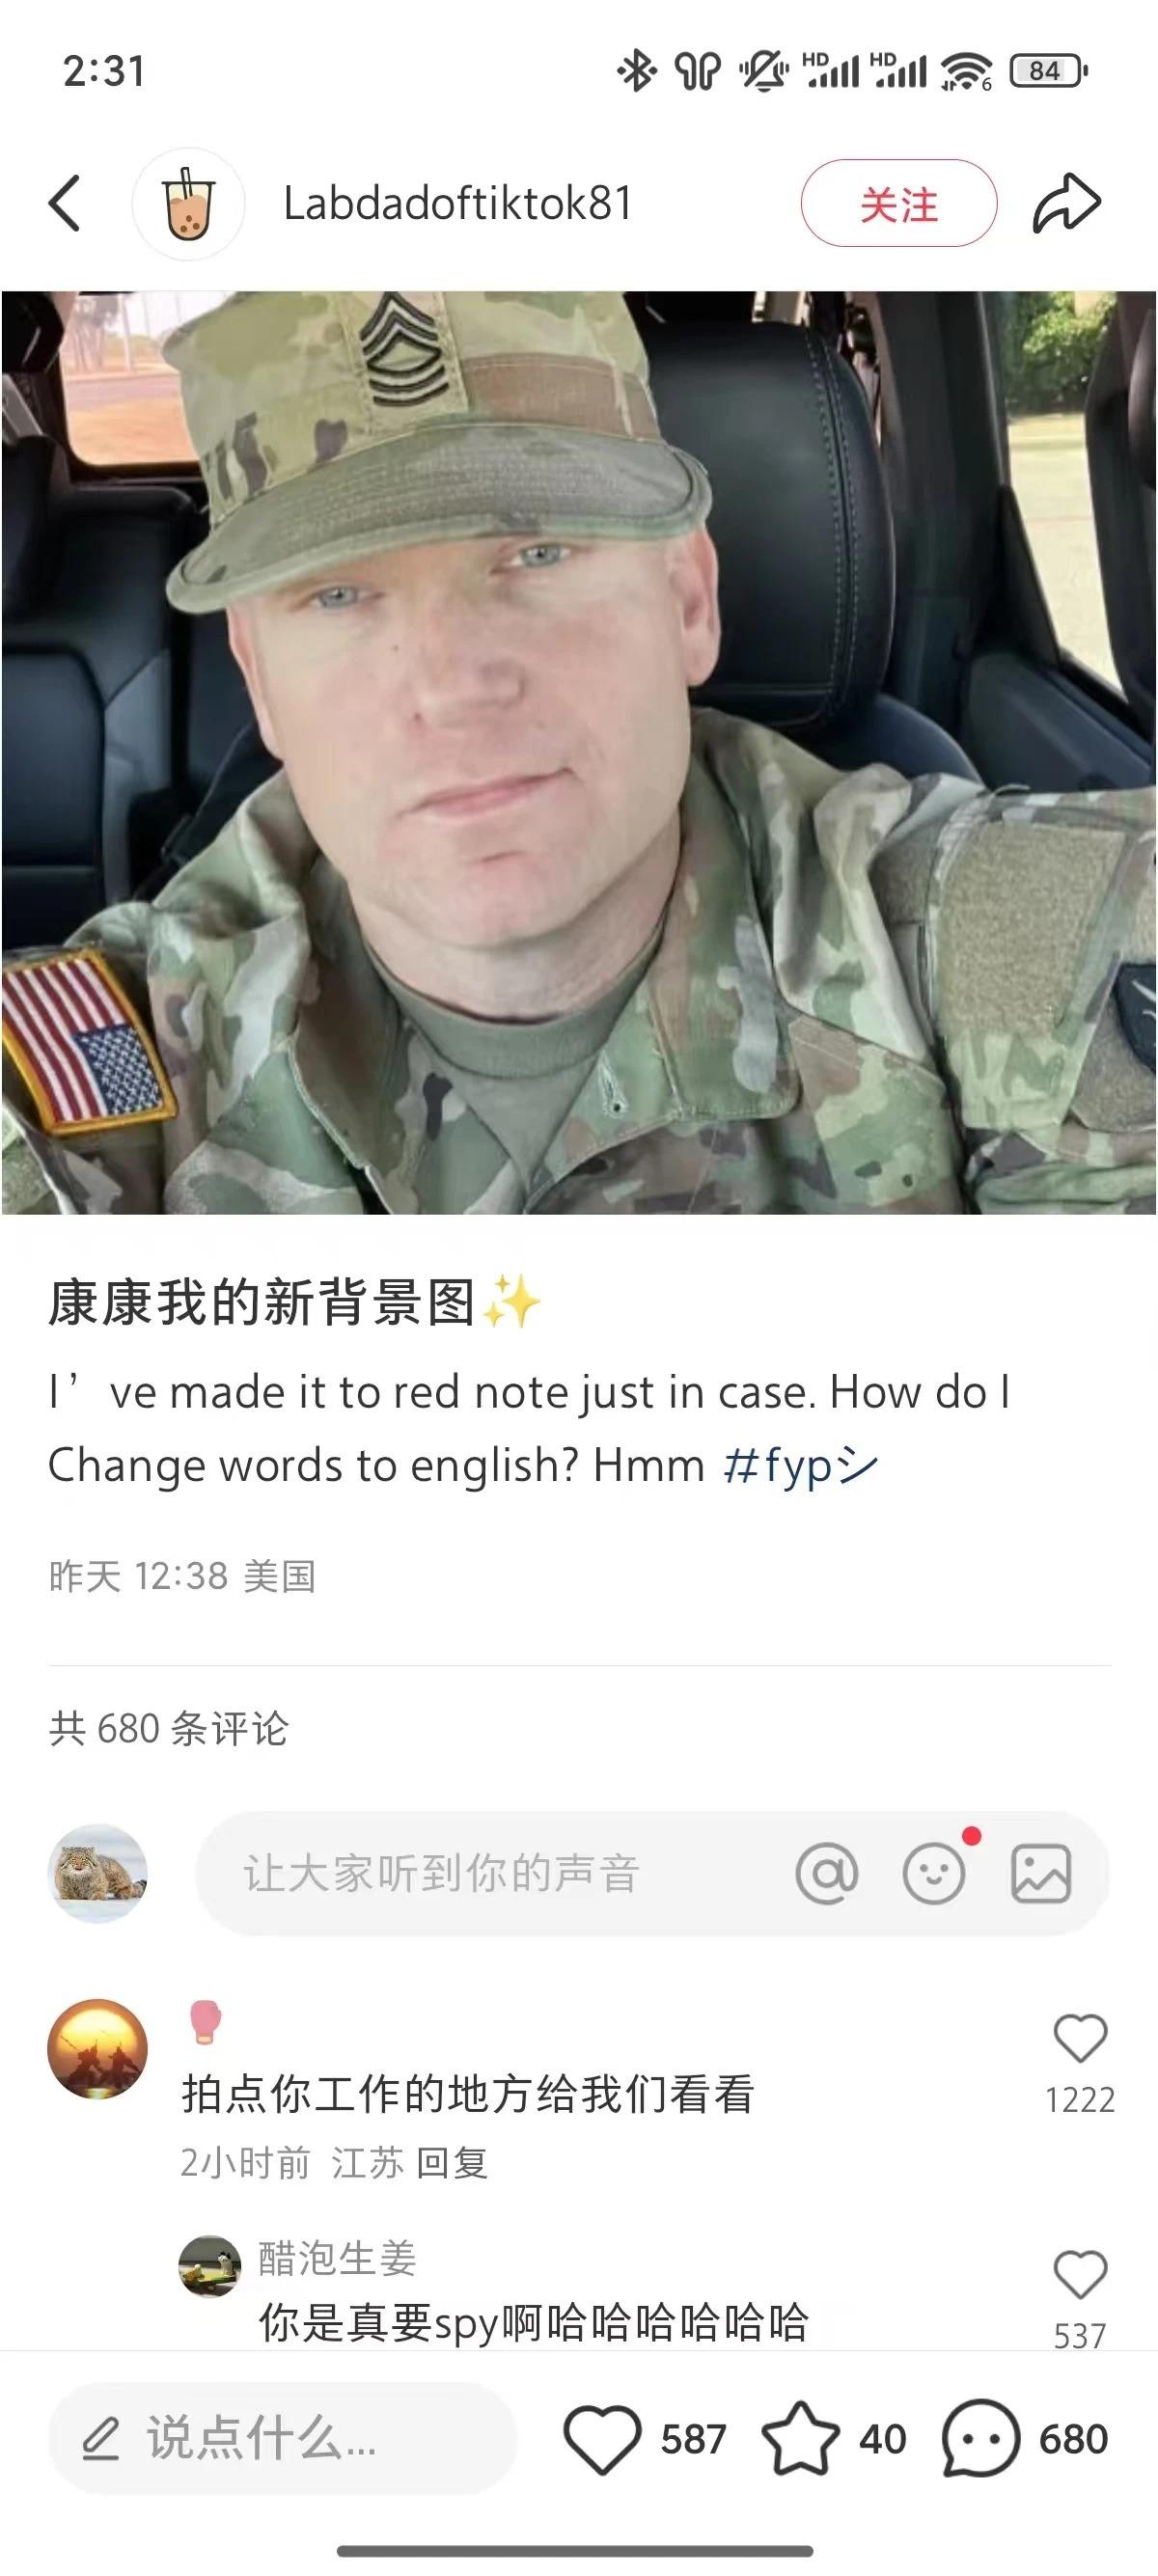 2:31
HD HD 6 84
Labdadoftiktok81
关注
康康我的新背景图✨
I’ve made it to red note just in case. How do I
Change words to english? Hmm #fypシ
昨天 12:38 美国
共 680 条评论
让大家听到你的声音
🥊
拍点你工作的地方给我们看看
1222
2小时前 江苏 回复
醋泡生姜
你是真要spy啊哈哈哈哈哈哈
537
说点什么...
587
40
680